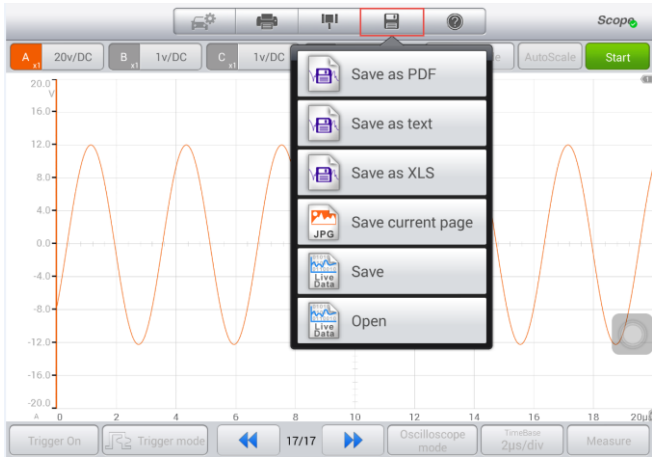 Scope
A x1 20v/DC B x1 1v/DC C x1 1v/DC AutoScale Start
Save as PDF
Save as text
Save as XLS
JPG Save current page
Live Data Save
Live Data Open
20.0
V
16.0
12.0
8.0
4.0
0.0
-4.0
-8.0
-12.0
-16.0
-20.0
A 0 2 4 6 8 10 12 14 16 18 20μ
Trigger On Trigger mode 17/17 Oscilloscope mode TimeBase 2μs/div Measure